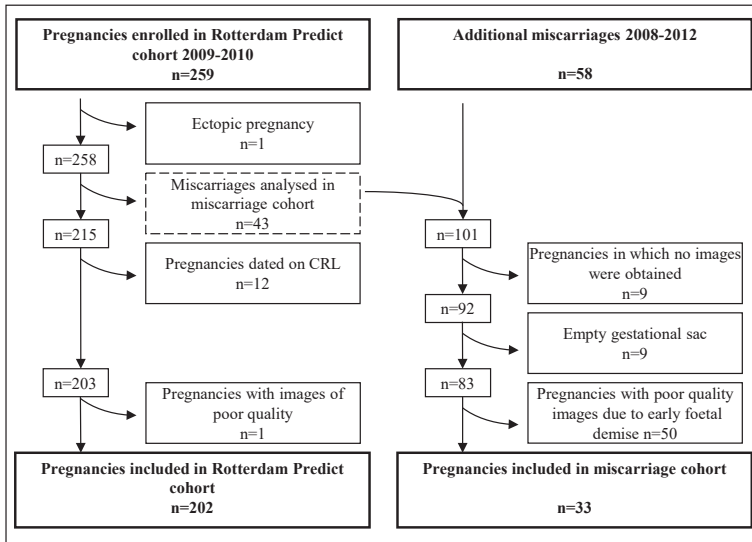 Pregnancies enrolled in Rotterdam Predict
cohort 2009-2010
n=259
Additional miscarriages 2008-2012
n=58
Ectopic pregnancy
n=1
n=258
Miscarriages analysed in
miscarriage cohort
n=43
n=215
n=101
Pregnancies dated on CRL
n=12
Pregnancies in which no images
were obtained
n=9
n=92
Empty gestational sac
n=9
n=203
n=83
Pregnancies with images of
poor quality
n=1
Pregnancies with poor quality
images due to early foetal
demise n=50
Pregnancies included in Rotterdam Predict
cohort
n=202
Pregnancies included in miscarriage cohort
n=33